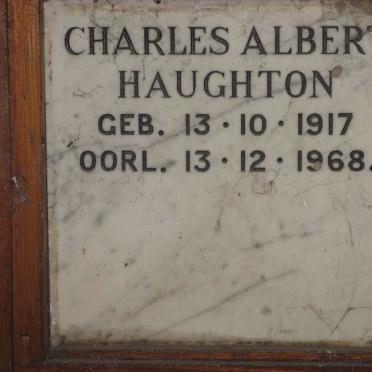 CHARLES ALBERT
HAUGHTON
GEB. 13·10·1917
OORL. 13·12·1968.